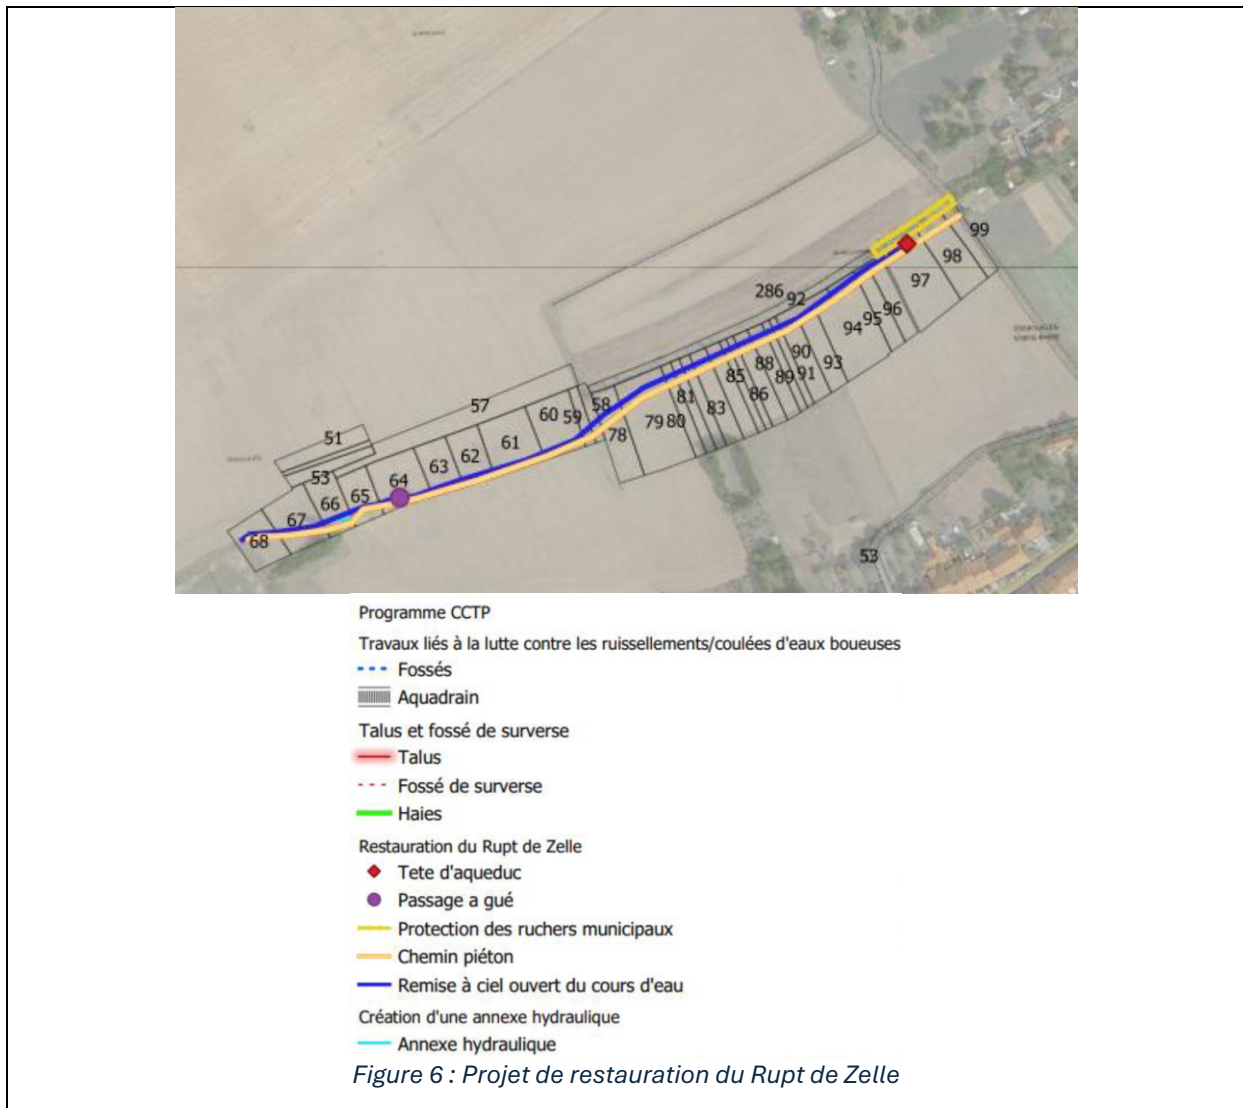 99
98
97
286
92
96
95
94
90
88
93
91
89
85
86
81
83
57
60
59
58
79
80
78
51
61
62
63
53
64
65
66
67
68
53
Programme CCTP
Travaux liés à la lutte contre les ruissellements/coulées d'eaux boueuses
Fossés
Aquadrain
Talus et fossé de surverse
Talus
Fossé de surverse
Haies
Restauration du Rupt de Zelle
Tete d'aqueduc
Passage a gué
Protection des ruchers municipaux
Chemin piéton
Remise à ciel ouvert du cours d'eau
Création d'une annexe hydraulique
Annexe hydraulique
Figure 6 : Projet de restauration du Rupt de Zelle